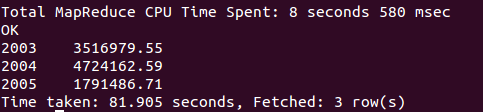 Total MapReduce CPU Time Spent: 8 seconds 580 msec
OK
2003    3516979.55
2004    4724162.59
2005    1791486.71
Time taken: 81.905 seconds, Fetched: 3 row(s)